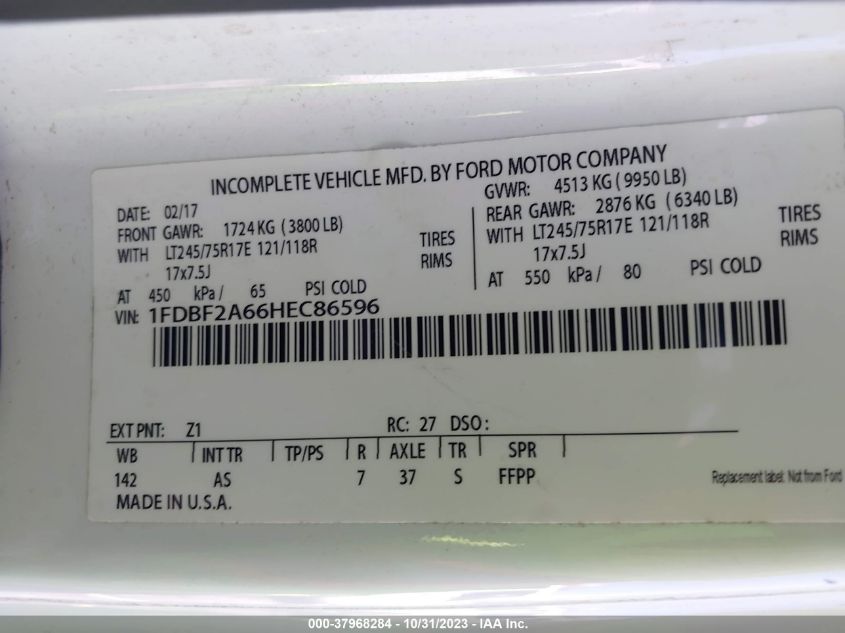 INCOMPLETE VEHICLE MFD. BY FORD MOTOR COMPANY
DATE: 02/17
GVWR: 4513 KG ( 9950 LB)
FRONT GAWR: 1724 KG ( 3800 LB)
REAR GAWR: 2876 KG ( 6340 LB)
WITH LT245/75R17E 121/118R TIRES
WITH LT245/75R17E 121/118R TIRES
17x7.5J RIMS
17x7.5J RIMS
AT 450 kPa / 65 PSI COLD
AT 550 kPa / 80 PSI COLD
VIN: 1FDBF2A66HEC86596
EXT PNT: Z1 RC: 27 DSO:
WB INT TR TP/PS R AXLE TR SPR
142 AS 7 37 S FFPP
MADE IN U.S.A.
Replacement label. Not from Ford
000-37968284 - 10/31/2023 - IAA Inc.